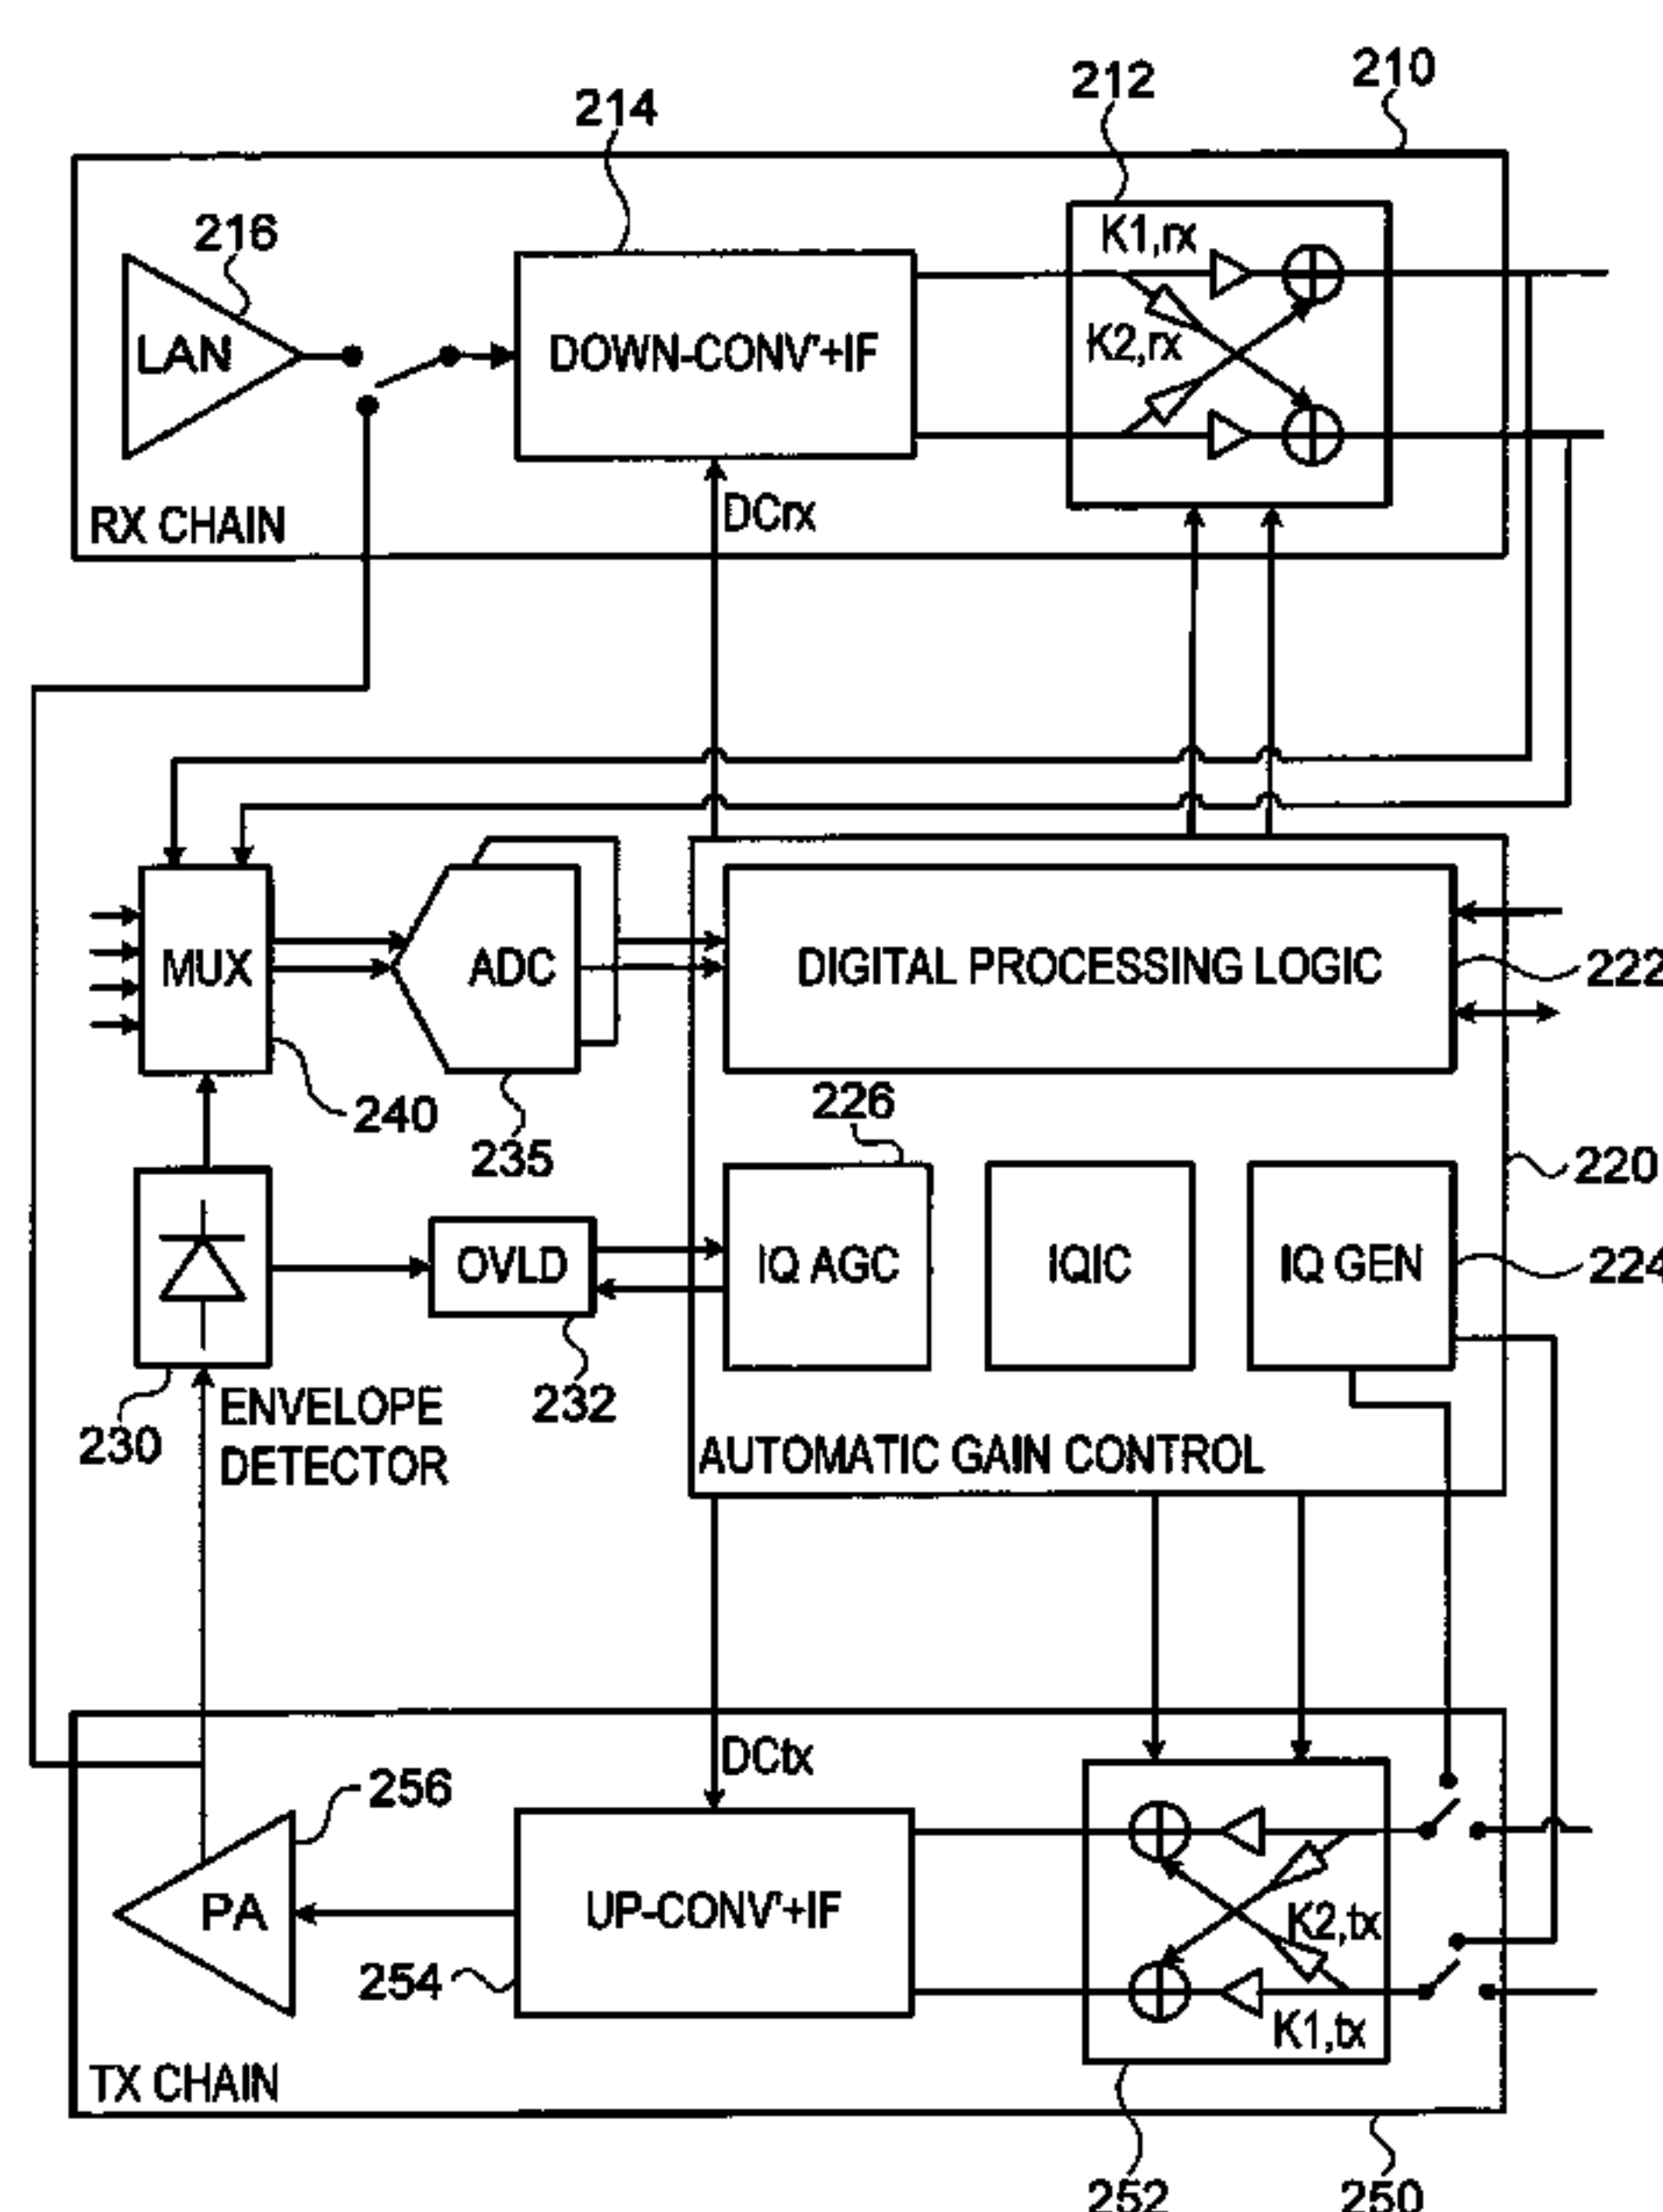 210
212
214
216
K1,rx
LAN
DOWN-CONV'+IF
K2,rx
DCrx
RX CHAIN
MUX
ADC
DIGITAL PROCESSING LOGIC
222
226
240
235
220
OVLD
IQ AGC
IQIC
IQ GEN
224
232
ENVELOPE
DETECTOR
230
AUTOMATIC GAIN CONTROL
DCtx
256
PA
UP-CONV'+IF
K2,tx
254
K1,tx
TX CHAIN
252
250